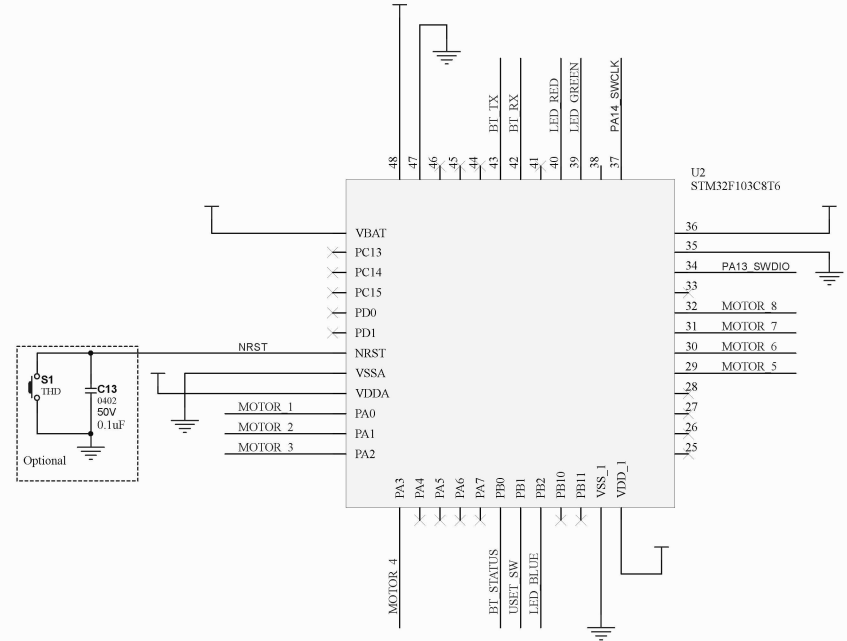 BT_TX
BT_RX
LED_RED
LED_GREEN
PA14_SWCLK
48
47
46
45
44
43
42
41
40
39
38
37
U2
STM32F103C8T6
VBAT
36
PC13
35
PC14
34
PA13_SWDIO
PC15
33
PD0
32
MOTOR_8
PD1
31
MOTOR_7
NRST
NRST
30
MOTOR_6
VSSA
29
MOTOR_5
S1
THD
C13
0402
50V
0.1uF
Optional
VDDA
28
MOTOR_1
PA0
27
MOTOR_2
PA1
26
MOTOR_3
PA2
25
PA3
PA4
PA5
PA6
PA7
PB0
PB1
PB2
PB10
PB11
VSS_1
VDD_1
MOTOR_4
BT_STATUS
USET_SW
LED_BLUE